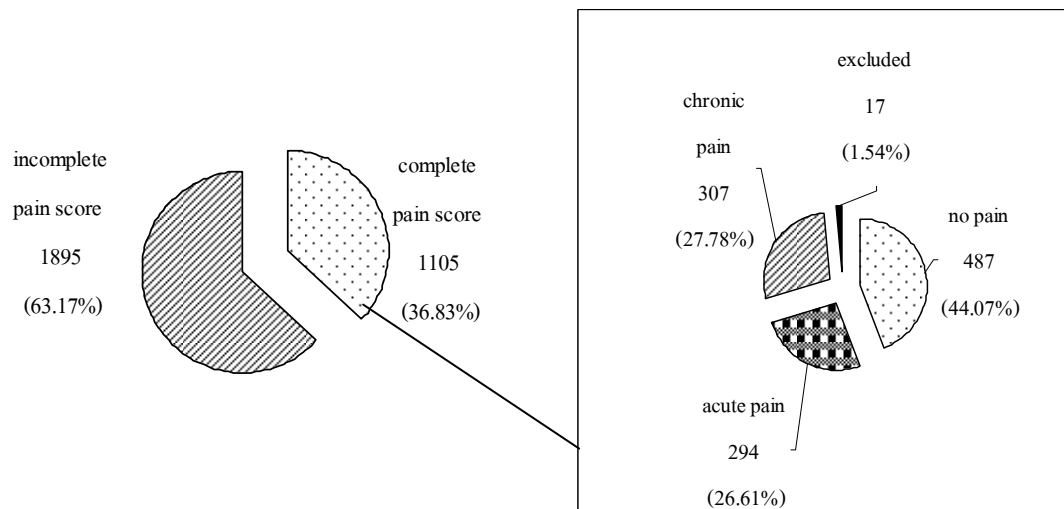 incomplete
pain score
1895
(63.17%)
complete
pain score
1105
(36.83%)
excluded
17
(1.54%)
chronic
pain
307
(27.78%)
no pain
487
(44.07%)
acute pain
294
(26.61%)